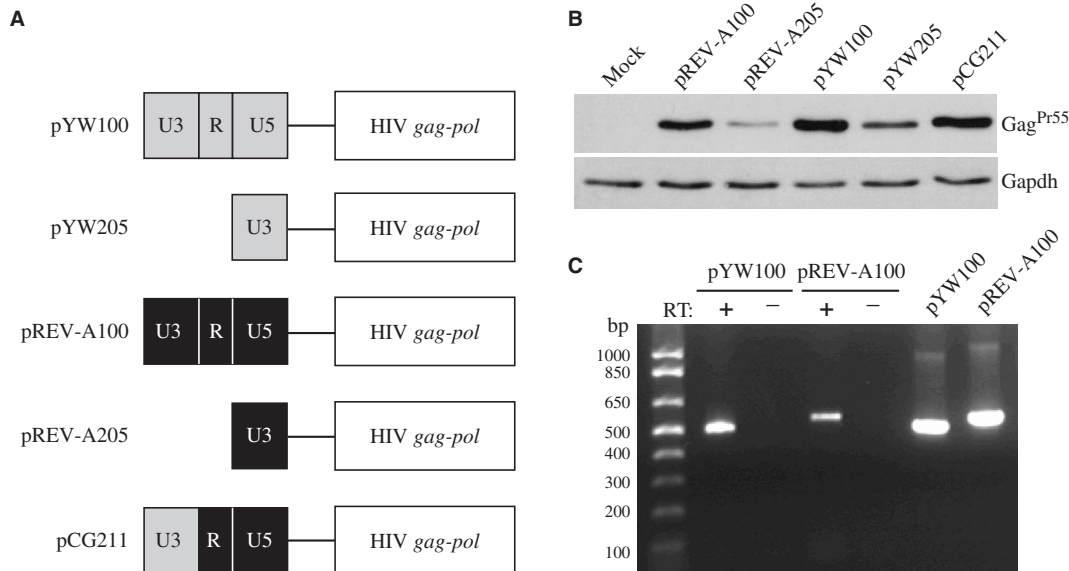 A
pYW100 U3 R U5 HIV gag-pol
pYW205 U3 HIV gag-pol
pREV-A100 U3 R U5 HIV gag-pol
pREV-A205 U3 HIV gag-pol
pCG211 U3 R U5 HIV gag-pol
B
Mock pREV-A100 pREV-A205 pYW100 pYW205 pCG211
GagPr55
Gapdh
C
pYW100 pREV-A100 pYW100 pREV-A100
RT: + − + −
bp
1000
850
650
500
400
300
200
100